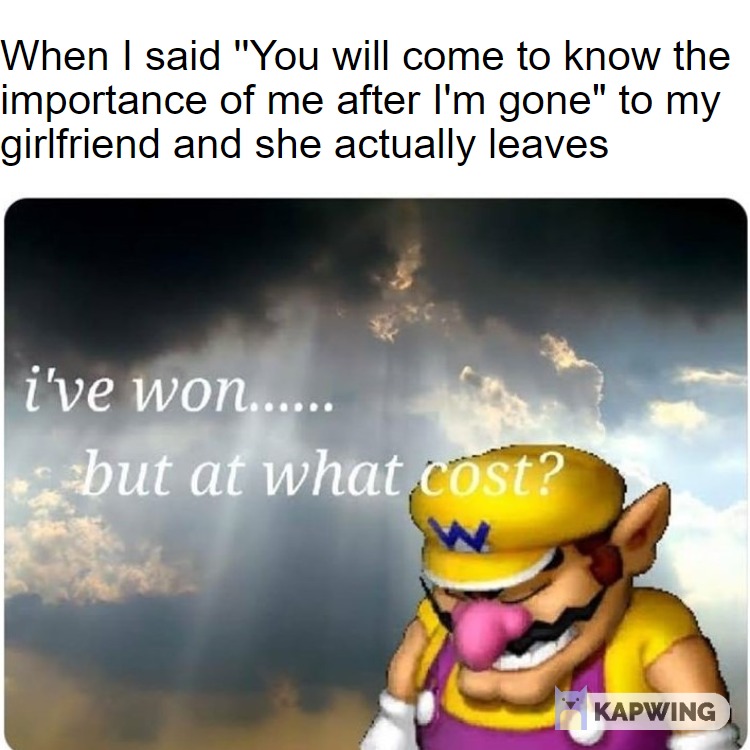 When I said "You will come to know the
importance of me after I'm gone" to my
girlfriend and she actually leaves
i've won......
but at what cost?
W
KAPWING